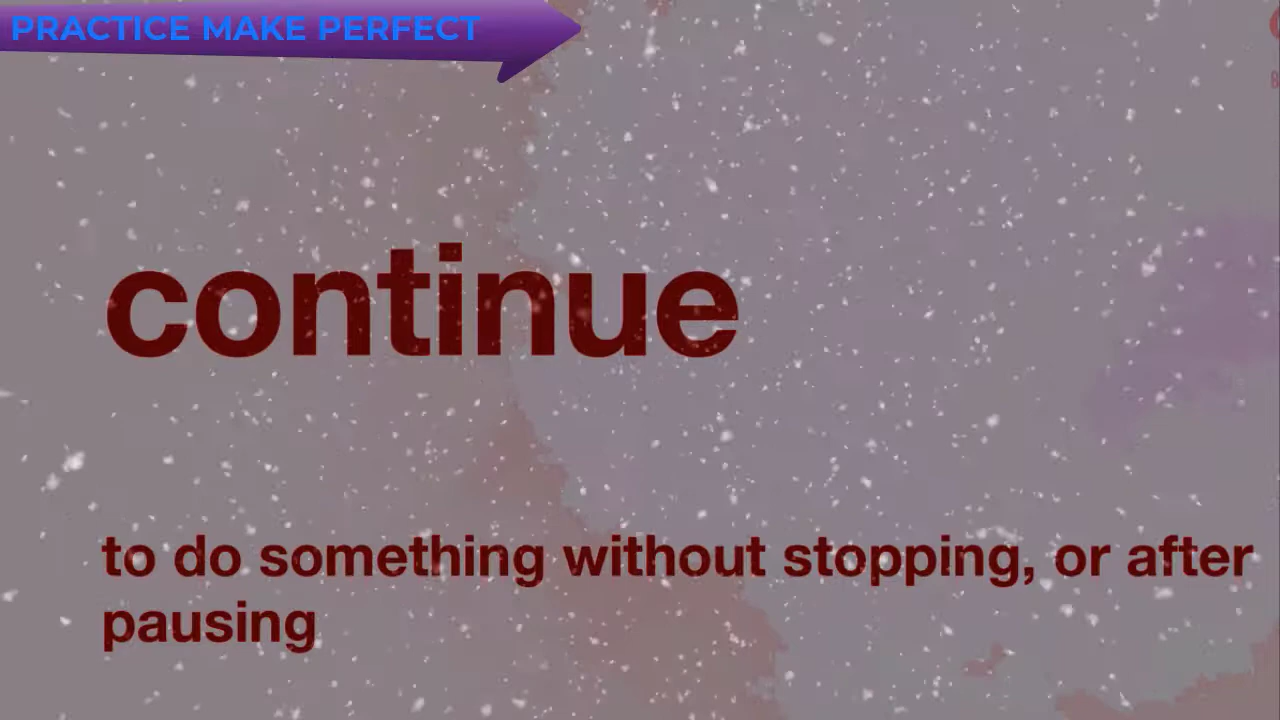 PRACTICE MAKE PERFECT
continue
to do something without stopping, or after
pausing